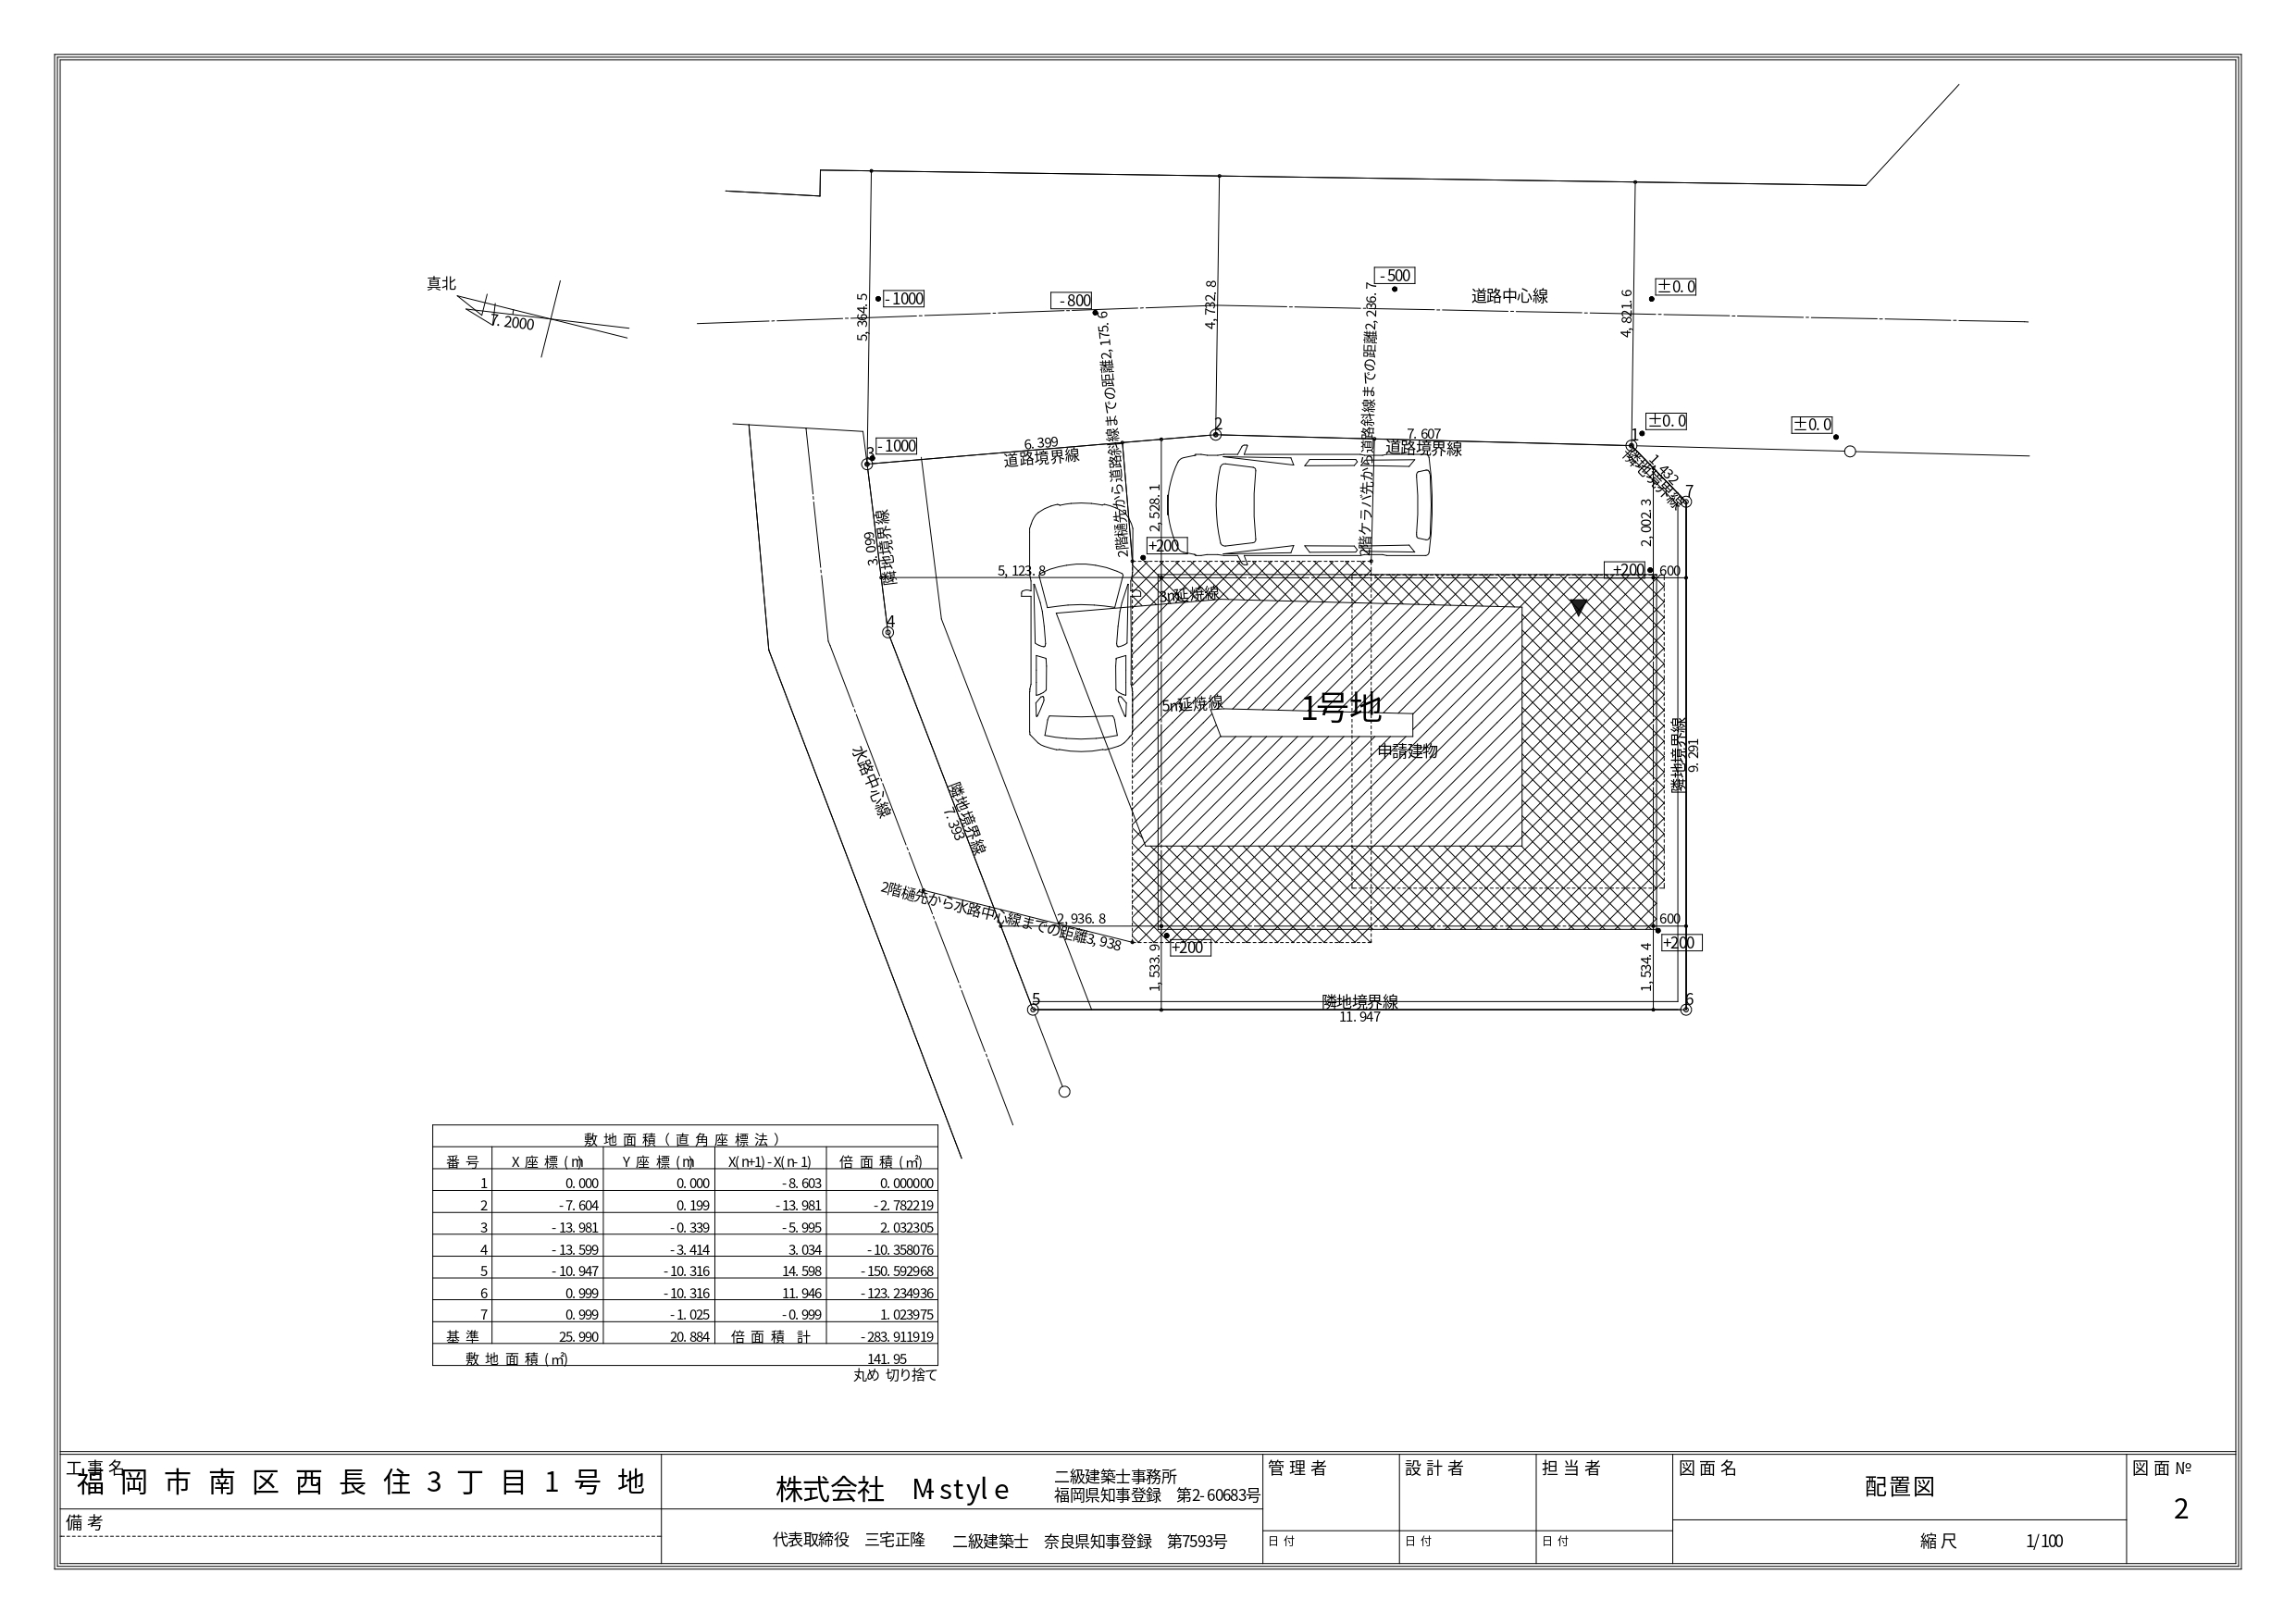 真北
7.2000
5,364.5
-1000
-800
4,732.8
-500
道路中心線
4,821.6
±0.0
2階樋先から道路斜線までの距離2,175.6
2階ケラバ先から道路斜線までの距離2,236.7
-1000
3
6.399
道路境界線
2
7.607
道路境界線
1
±0.0
±0.0
1.432
隣地境界線
7
3.099
隣地境界線
2,528.1
2,002.3
+200
+200
5,123.8
600
3m延焼線
4
5m延焼線
1号地
申請建物
隣地境界線
9.291
水路中心線
隣地境界線
7.393
2階樋先から水路中心線までの距離3,938
2,936.8
600
+200
+200
1,533.9
1,534.4
5
隣地境界線
11.947
6
敷地面積(直角座標法)
番号 X座標(m) Y座標(m) X(n+1)-X(n-1) 倍面積(㎡)
1 0.000 0.000 -8.603 0.000000
2 -7.604 0.199 -13.981 -2.782219
3 -13.981 -0.339 -5.995 2.032305
4 -13.599 -3.414 3.034 -10.358076
5 -10.947 -10.316 14.598 -150.592968
6 0.999 -10.316 11.946 -123.234936
7 0.999 -1.025 -0.999 1.023975
基準 25.990 20.884 倍面積 計 -283.911919
敷地面積(㎡) 141.95
丸め 切り捨て
工事名
福岡市南区西長住3丁目1号地
備考
株式会社 Mstyle
二級建築士事務所
福岡県知事登録 第2-60683号
代表取締役 三宅正隆 二級建築士 奈良県知事登録 第7593号
管理者
日付
設計者
日付
担当者
日付
図面名
配置図
縮尺 1/100
図面№
2